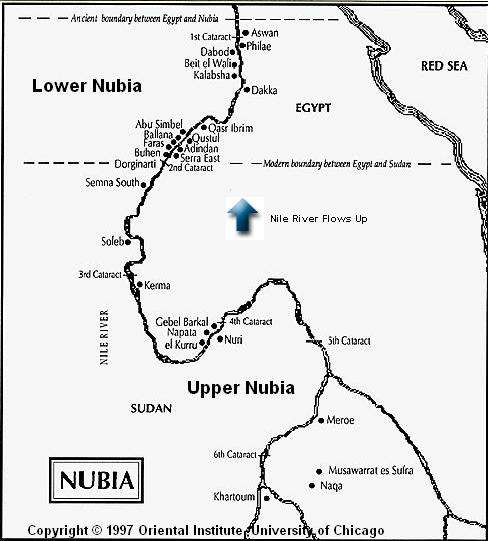 Ancient boundary between Egypt and Nubia
1st Cataract
Aswan
Philae
Dabod
Beit el Wali
Kalabsha
RED SEA
Lower Nubia
Dakka
EGYPT
Abu Simbel
Ballana
Faras
Buhen
Dorginarti
Qasr Ibrim
Qustul
Adindan
Serra East
2nd Cataract
Modern boundary between Egypt and Sudan
Semna South
Nile River Flows Up
Soleb
3rd Cataract
Kerma
NILE RIVER
Gebel Barkal
Napata
el Kurru
4th Cataract
Nuri
5th Cataract
Upper Nubia
SUDAN
Meroe
6th Cataract
Musawarrat es Sufra
Naqa
Khartoum
NUBIA
Copyright © 1997 Oriental Institute, University of Chicago